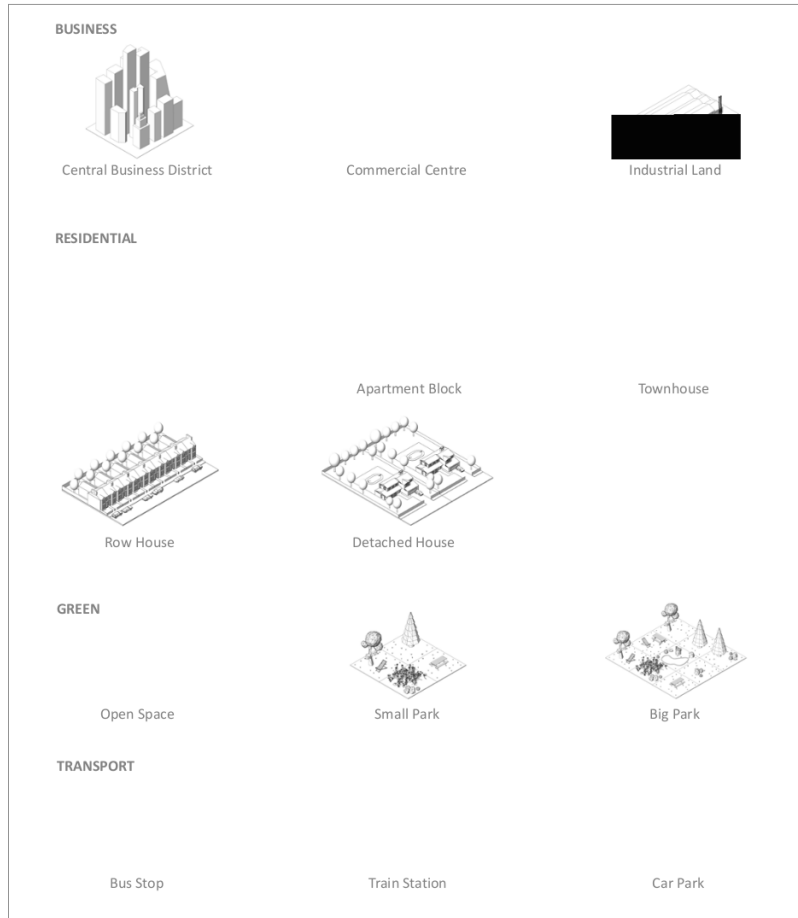 BUSINESS
Central Business District
Commercial Centre
Industrial Land
RESIDENTIAL
Apartment Block
Townhouse
Row House
Detached House
GREEN
Open Space
Small Park
Big Park
TRANSPORT
Bus Stop
Train Station
Car Park